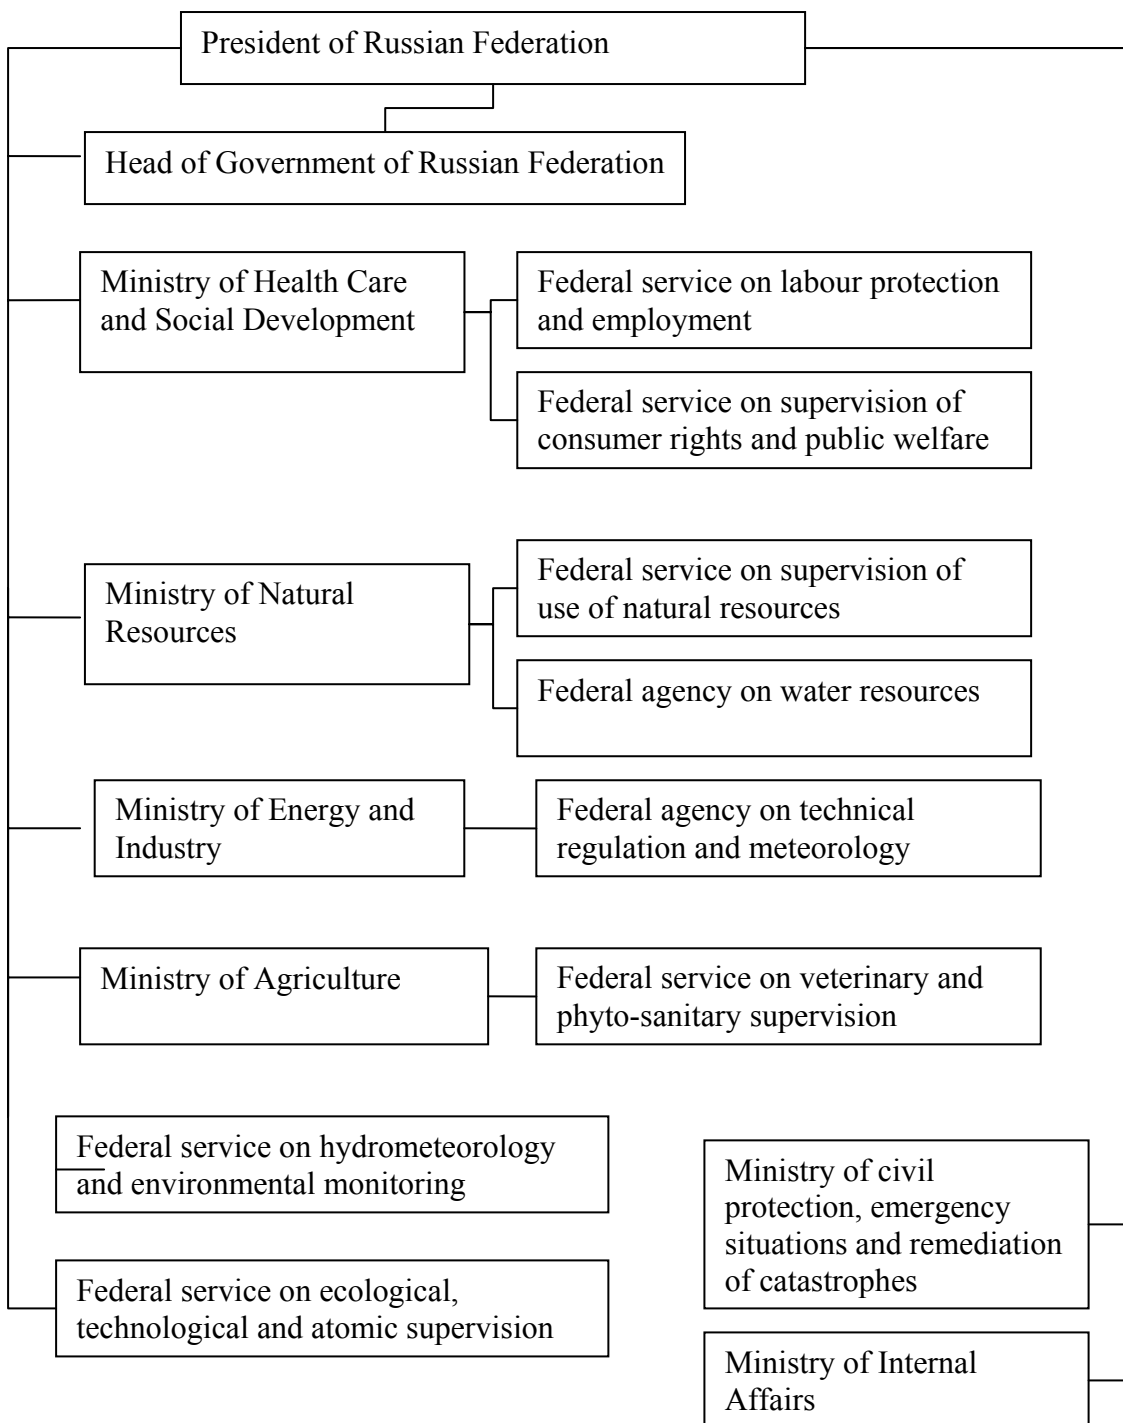 President of Russian Federation
Head of Government of Russian Federation
Ministry of Health Care
and Social Development
Federal service on labour protection
and employment
Federal service on supervision of
consumer rights and public welfare
Ministry of Natural
Resources
Federal service on supervision of
use of natural resources
Federal agency on water resources
Ministry of Energy and
Industry
Federal agency on technical
regulation and meteorology
Ministry of Agriculture
Federal service on veterinary and
phyto-sanitary supervision
Federal service on hydrometeorology
and environmental monitoring
Federal service on ecological,
technological and atomic supervision
Ministry of civil
protection, emergency
situations and remediation
of catastrophes
Ministry of Internal
Affairs